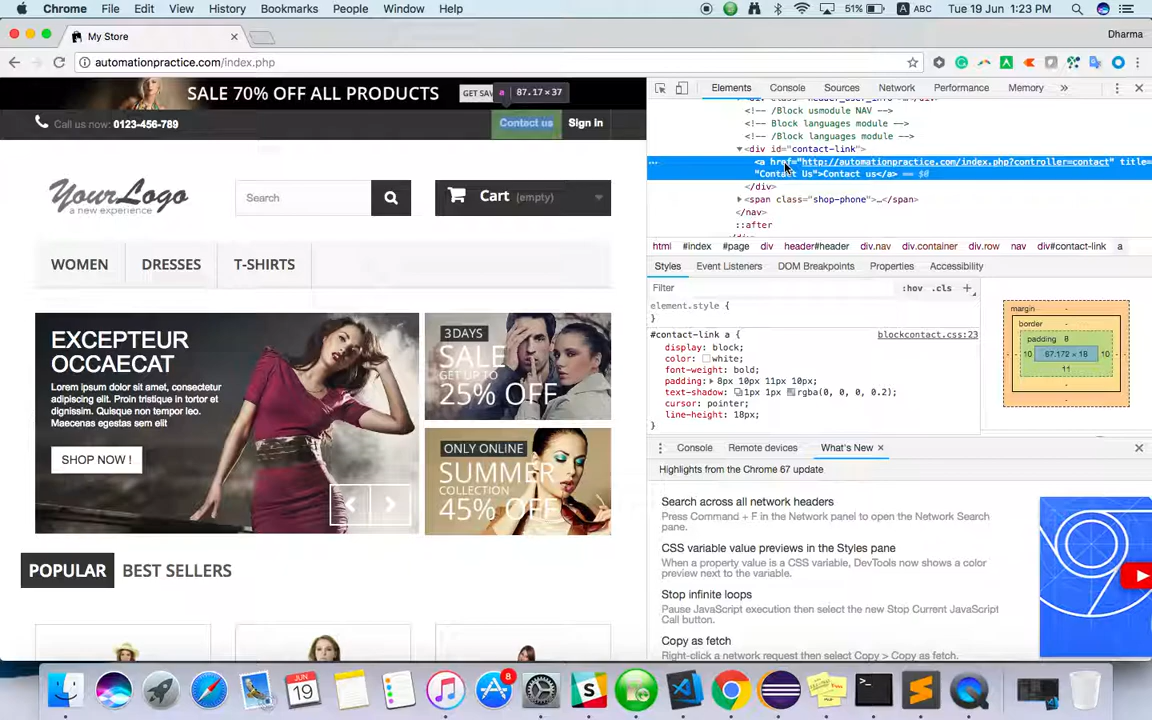 Chrome File Edit View History Bookmarks People Window Help
51% A ABC Tue 19 Jun 1:23 PM
My Store
Dharma
automationpractice.com/index.php
SALE 70% OFF ALL PRODUCTS
GET SAV
a 87.17×37
Call us now: 0123-456-789
Contact us
Sign in
YourLogo
a new experience
Search
Cart (empty)
WOMEN
DRESSES
T-SHIRTS
EXCEPTEUR
OCCAECAT
Lorem ipsum dolor sit amet, consectetur
adipiscing elit. Proin tristique in tortor et
dignissim. Quisque non tempor leo.
Maecenas egestas sem elit
SHOP NOW !
3DAYS
SALE
GET UP TO
25% OFF
ONLY ONLINE
SUMMER
COLLECTION
45% OFF
POPULAR
BEST SELLERS
Elements Console Sources Network Performance Memory
<!-- /Block usmodule NAV -->
<!-- Block languages module -->
<!-- /Block languages module -->
<div id="contact-link">
<a href="http://automationpractice.com/index.php?controller=contact" title=
"Contact Us">Contact us</a> == $0
</div>
<span class="shop-phone">…</span>
</nav>
::after
html #index #page div header#header div.nav div.container div.row nav div#contact-link a
Styles Event Listeners DOM Breakpoints Properties Accessibility
Filter
:hov .cls +
element.style {
}
#contact-link a {
blockcontact.css:23
display: block;
color: white;
font-weight: bold;
padding: 8px 10px 11px 10px;
text-shadow: 1px 1px rgba(0, 0, 0, 0.2);
cursor: pointer;
line-height: 18px;
}
margin -
border -
padding 8
10 67.172 × 18 10
11
-
-
Console Remote devices What's New
Highlights from the Chrome 67 update
Search across all network headers
Press Command + F in the Network panel to open the Network Search
pane.
CSS variable value previews in the Styles pane
When a property value is a CSS variable, DevTools now shows a color
preview next to the variable.
Stop infinite loops
Pause JavaScript execution then select the new Stop Current JavaScript
Call button.
Copy as fetch
Right-click a network request then select Copy > Copy as fetch.
JUN
19
8